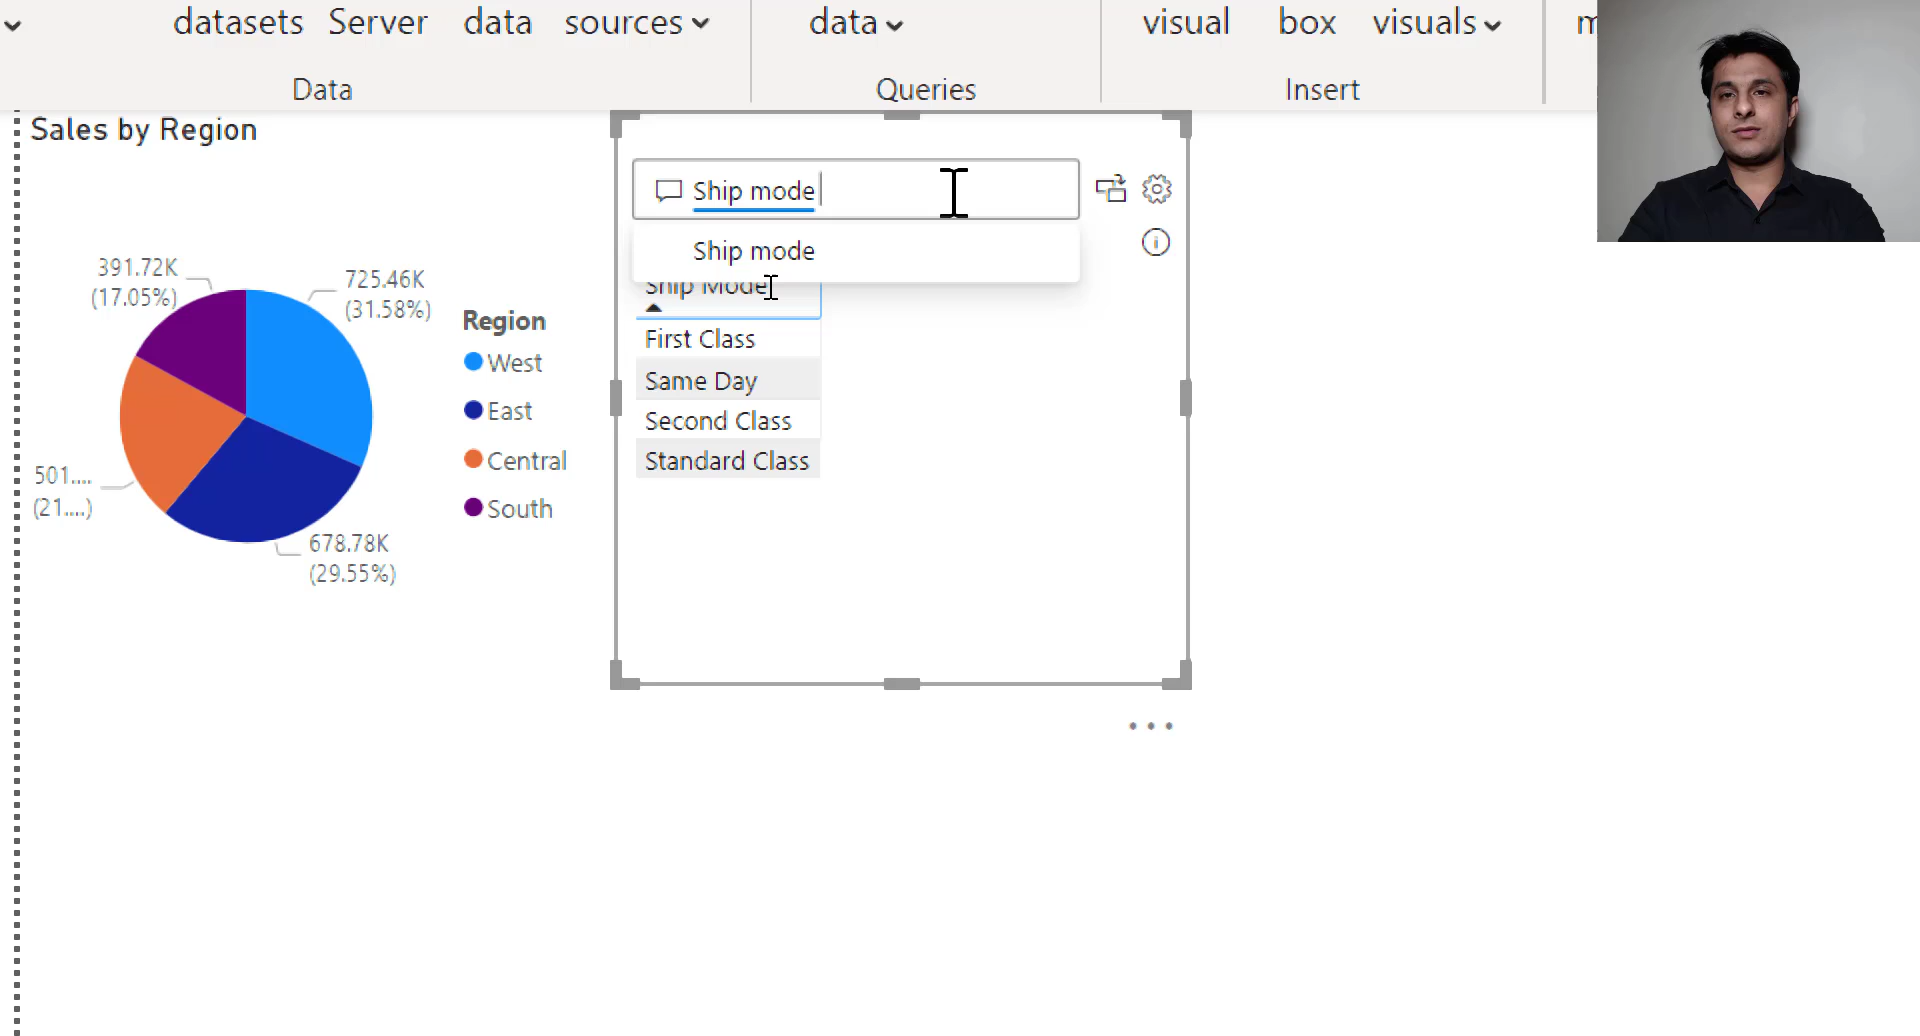 datasets Server data sources data visual box visuals
Data Queries Insert
Sales by Region
Ship mode
Ship mode
Ship Mode
First Class
Same Day
Second Class
Standard Class
391.72K
(17.05%)
725.46K
(31.58%)
Region
West
East
Central
South
501....
(21....)
678.78K
(29.55%)